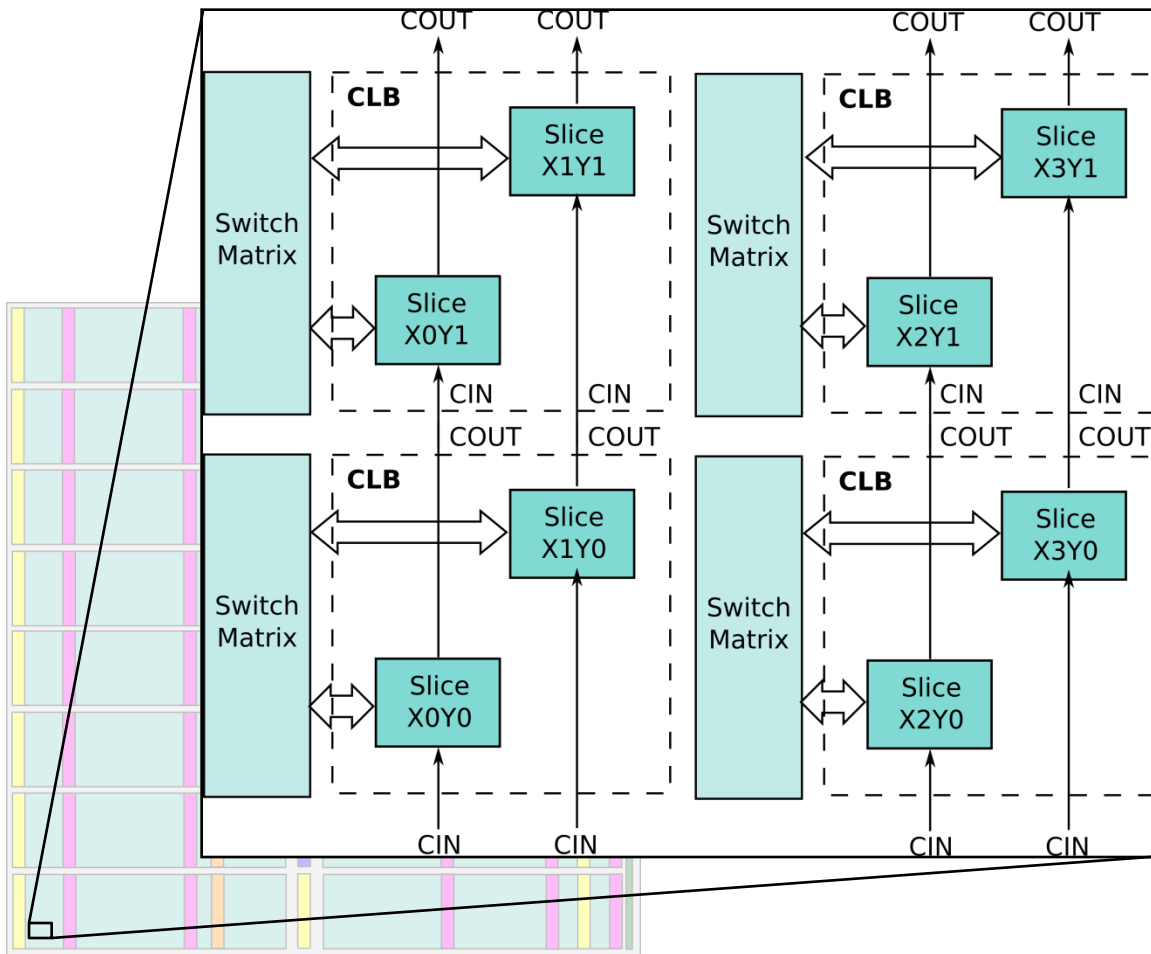 COUT
COUT
COUT
COUT
CLB
Slice
X1Y1
Switch
Matrix
Slice
X0Y1
CIN
CIN
CLB
Slice
X3Y1
Switch
Matrix
Slice
X2Y1
CIN
CIN
COUT
COUT
COUT
COUT
CLB
Slice
X1Y0
Switch
Matrix
Slice
X0Y0
CIN
CIN
CLB
Slice
X3Y0
Switch
Matrix
Slice
X2Y0
CIN
CIN